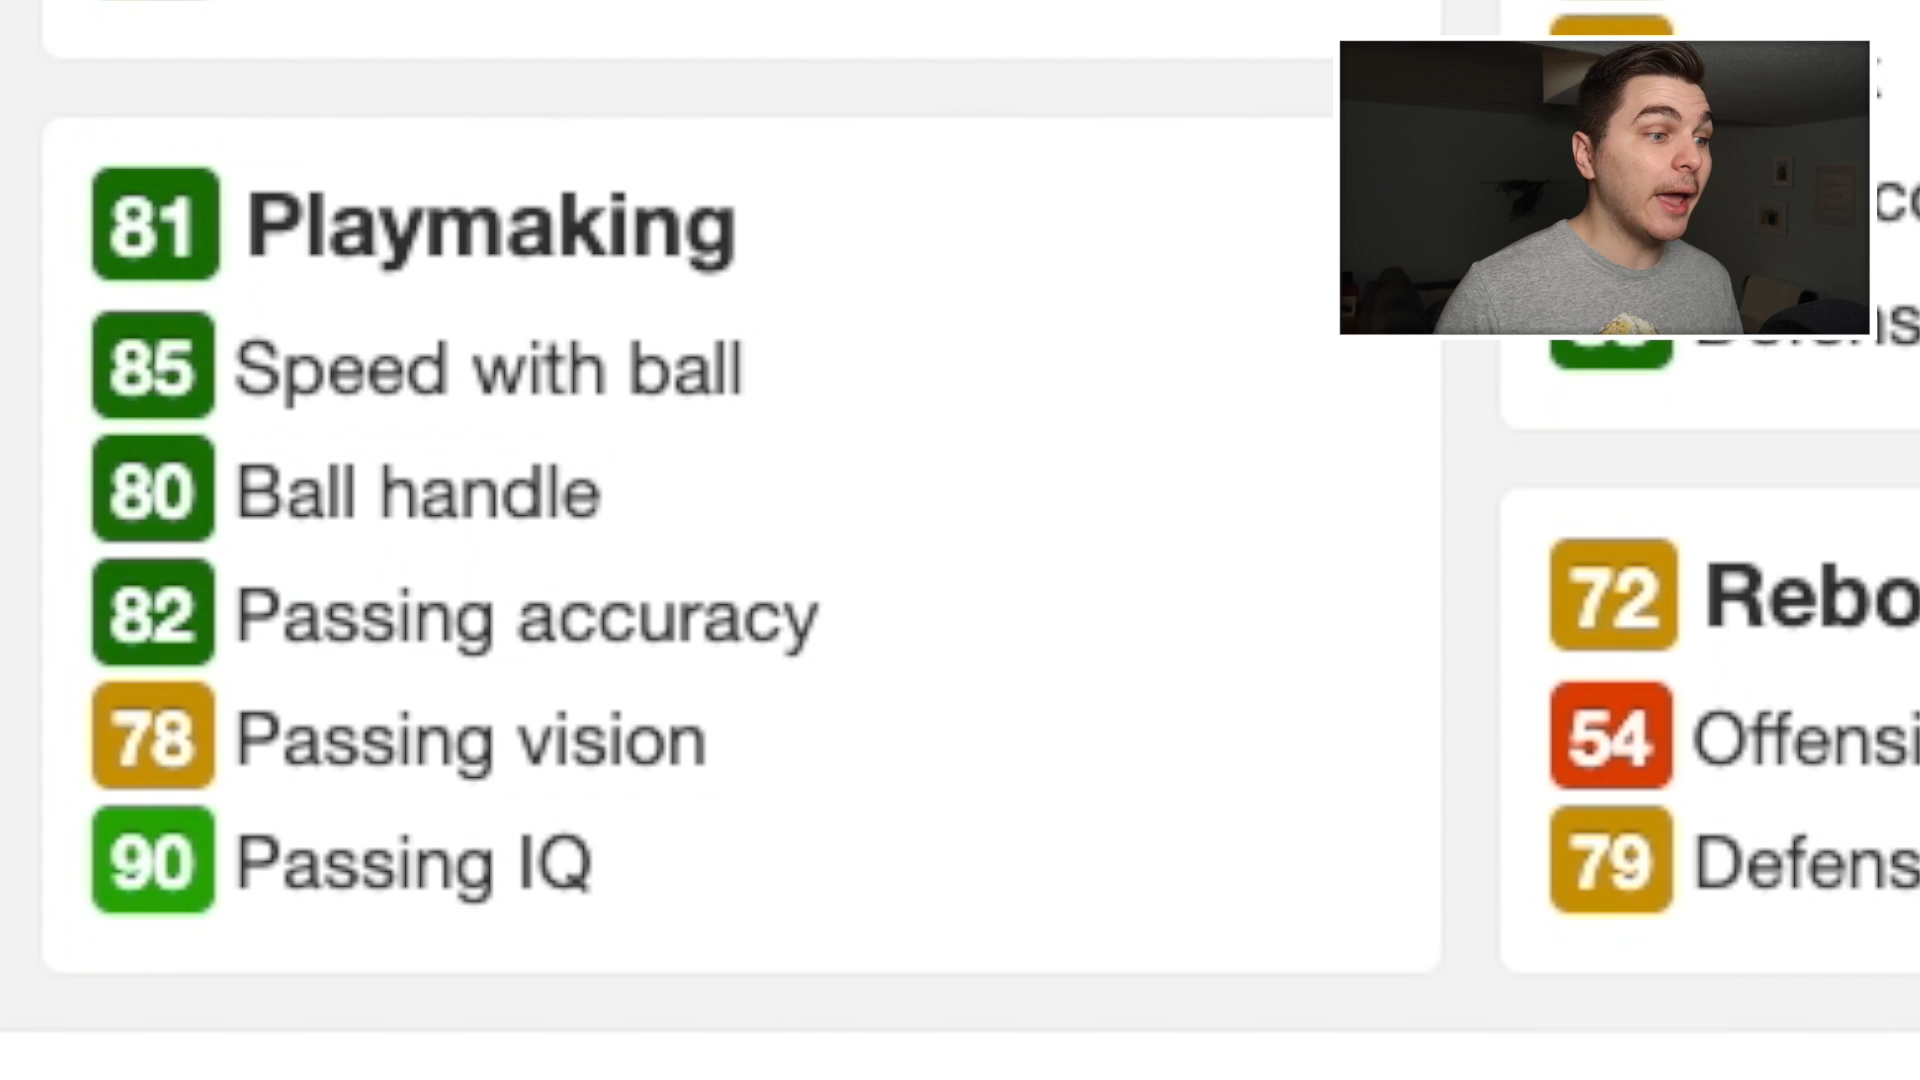 81 Playmaking
85 Speed with ball
80 Ball handle
82 Passing accuracy
78 Passing vision
90 Passing IQ
72 Rebo
54 Offensi
79 Defens